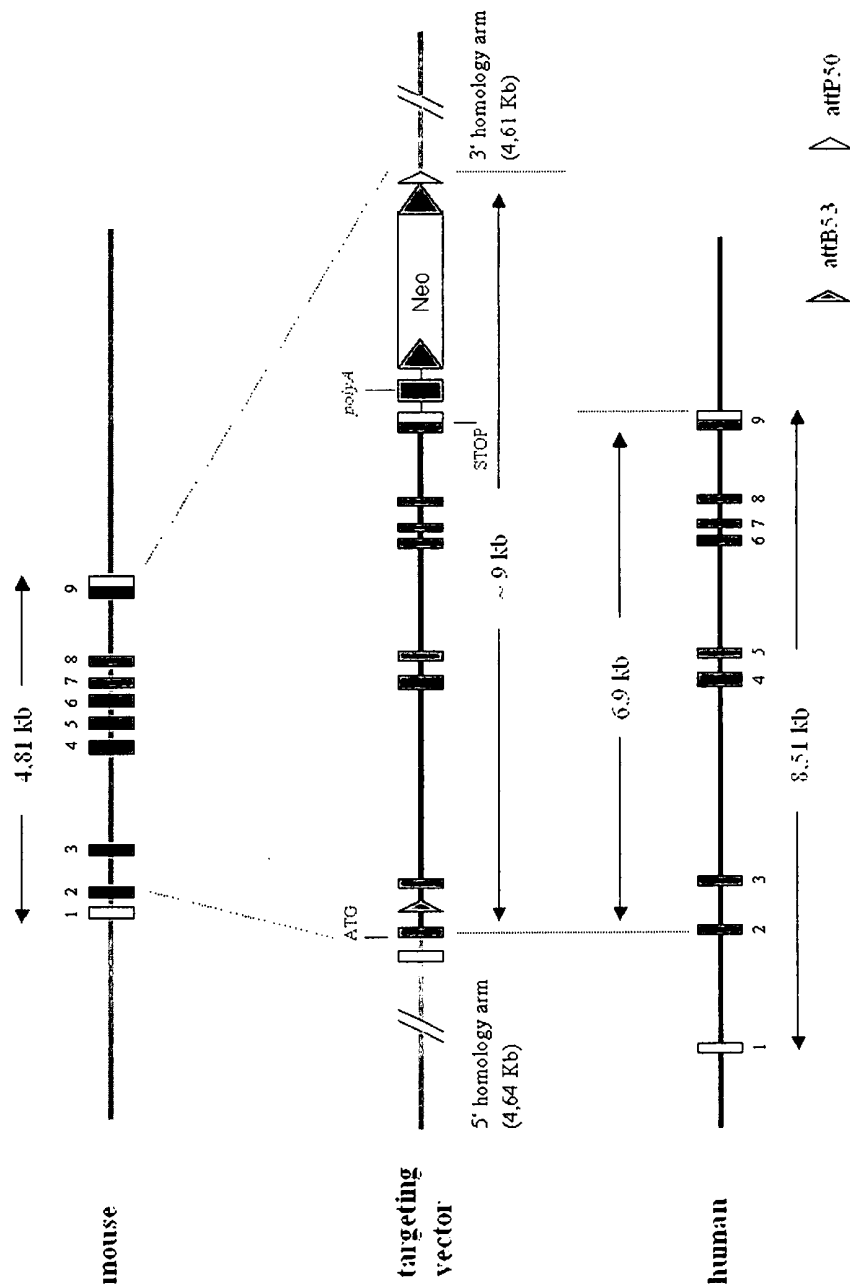 mouse
4,81 kb
1 2 3 4 5 6 7 8 9
targeting
vector
ATG
polyA
Neo
STOP
5' homology arm
(4,64 Kb)
~ 9 kb
3' homology arm
(4,61 Kb)
6.9 kb
human
1 2 3 4 5 6 7 8 9
8.51 kb
attB53
attP50